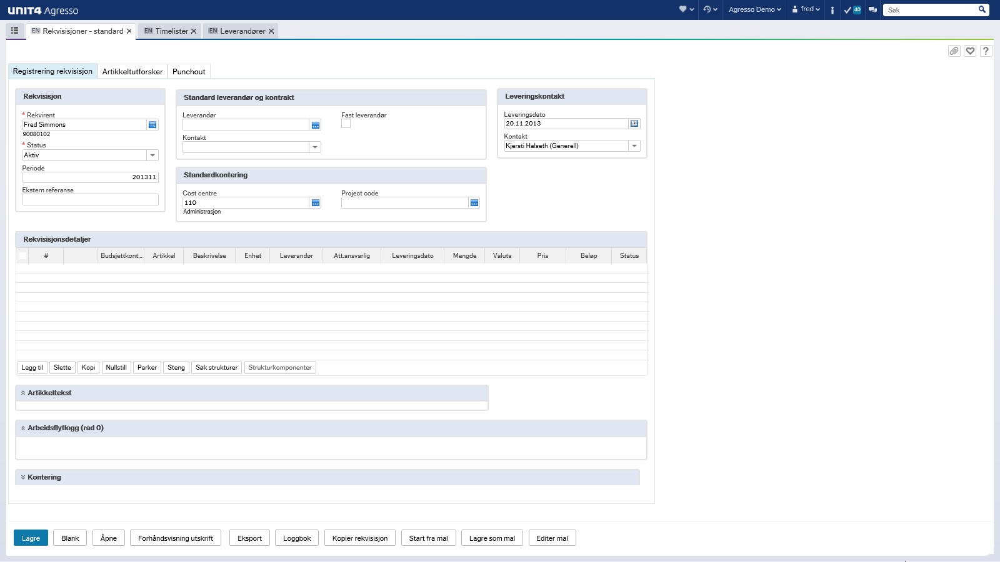 UNIT4 Agresso
Agresso Demo
fred
40
Søk
EN Rekvisisjoner - standard
EN Timelister
EN Leverandører
Registrering rekvisisjon
Artikkeltutforsker
Punchout
Rekvisisjon
* Rekvirent
Fred Simmons
90080102
* Status
Aktiv
Periode
201311
Ekstern referanse
Standard leverandør og kontrakt
Leverandør
Fast leverandør
Kontakt
Standardkontering
Cost centre
Project code
110
Administrasjon
Leveringskontakt
Leveringsdato
20.11.2013
Kontakt
Kjersti Halseth (Generell)
Rekvisisjonsdetaljer
# Budsjettkont... Artikkel Beskrivelse Enhet Leverandør Att.ansvarlig Leveringsdato Mengde Valuta Pris Beløp Status
Legg til Slette Kopi Nullstill Parker Steng Søk strukturer Strukturkomponenter
Artikkeltekst
Arbeidsflytlogg (rad 0)
Kontering
Lagre Blank Åpne Forhåndsvisning utskrift Eksport Loggbok Kopier rekvisisjon Start fra mal Lagre som mal Editer mal